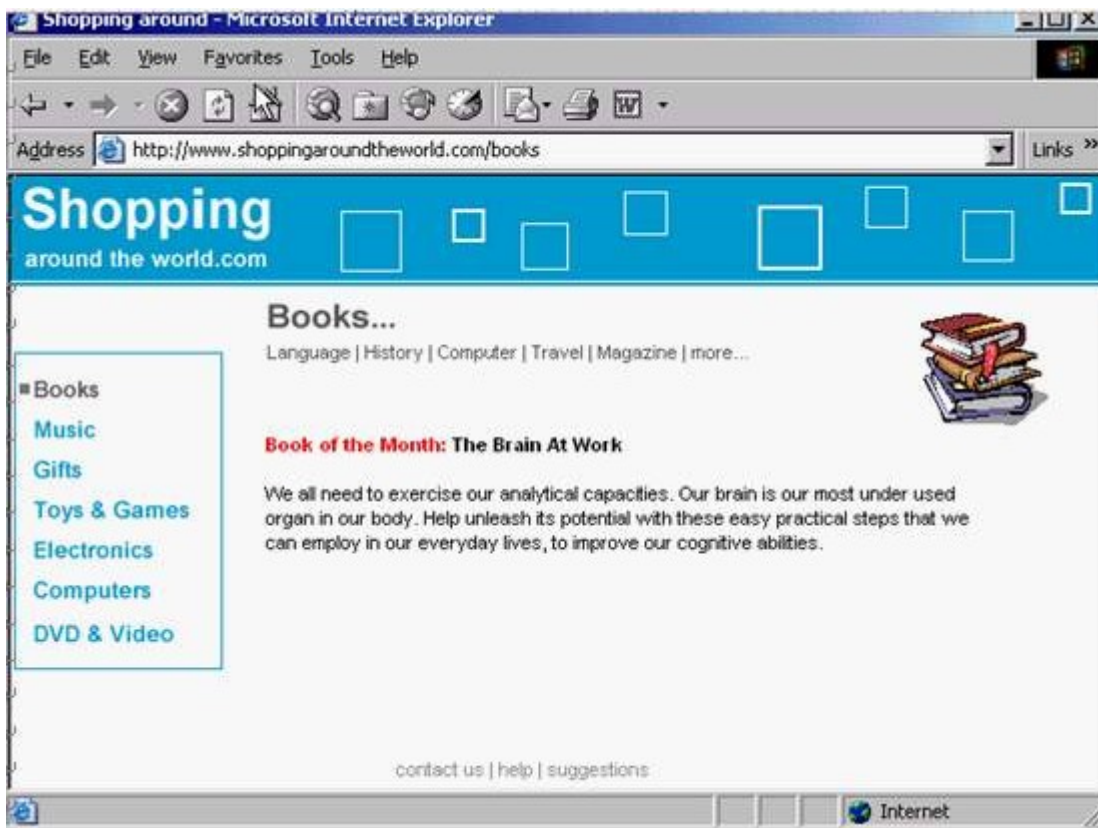 Shopping around - Microsoft Internet Explorer
File Edit View Favorites Tools Help
Address http://www.shoppingaroundtheworld.com/books Links »
Shopping
around the world.com
Books...
Language | History | Computer | Travel | Magazine | more...
Books
Music
Gifts
Toys & Games
Electronics
Computers
DVD & Video
Book of the Month: The Brain At Work
We all need to exercise our analytical capacities. Our brain is our most under used
organ in our body. Help unleash its potential with these easy practical steps that we
can employ in our everyday lives, to improve our cognitive abilities.
contact us | help | suggestions
Internet